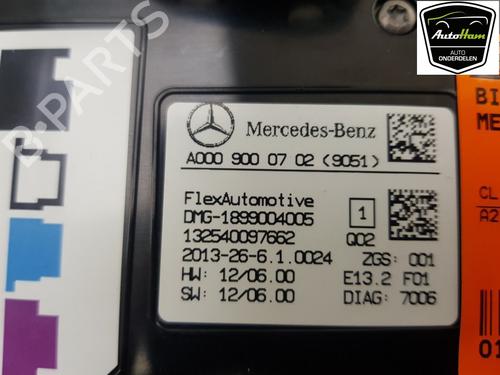 AutoHam
AUTO
ONDERDELEN
B-PARTS
Mercedes-Benz
A000 900 07 02 (9051)
FlexAutomotive
DMG-1899004005
132540097662
1
Q02
2013-26-6.1.0024
ZGS: 001
HW: 12/06.00
E13.2 F01
SW: 12/06.00
DIAG: 7006
BI
ME
CL
A2
01